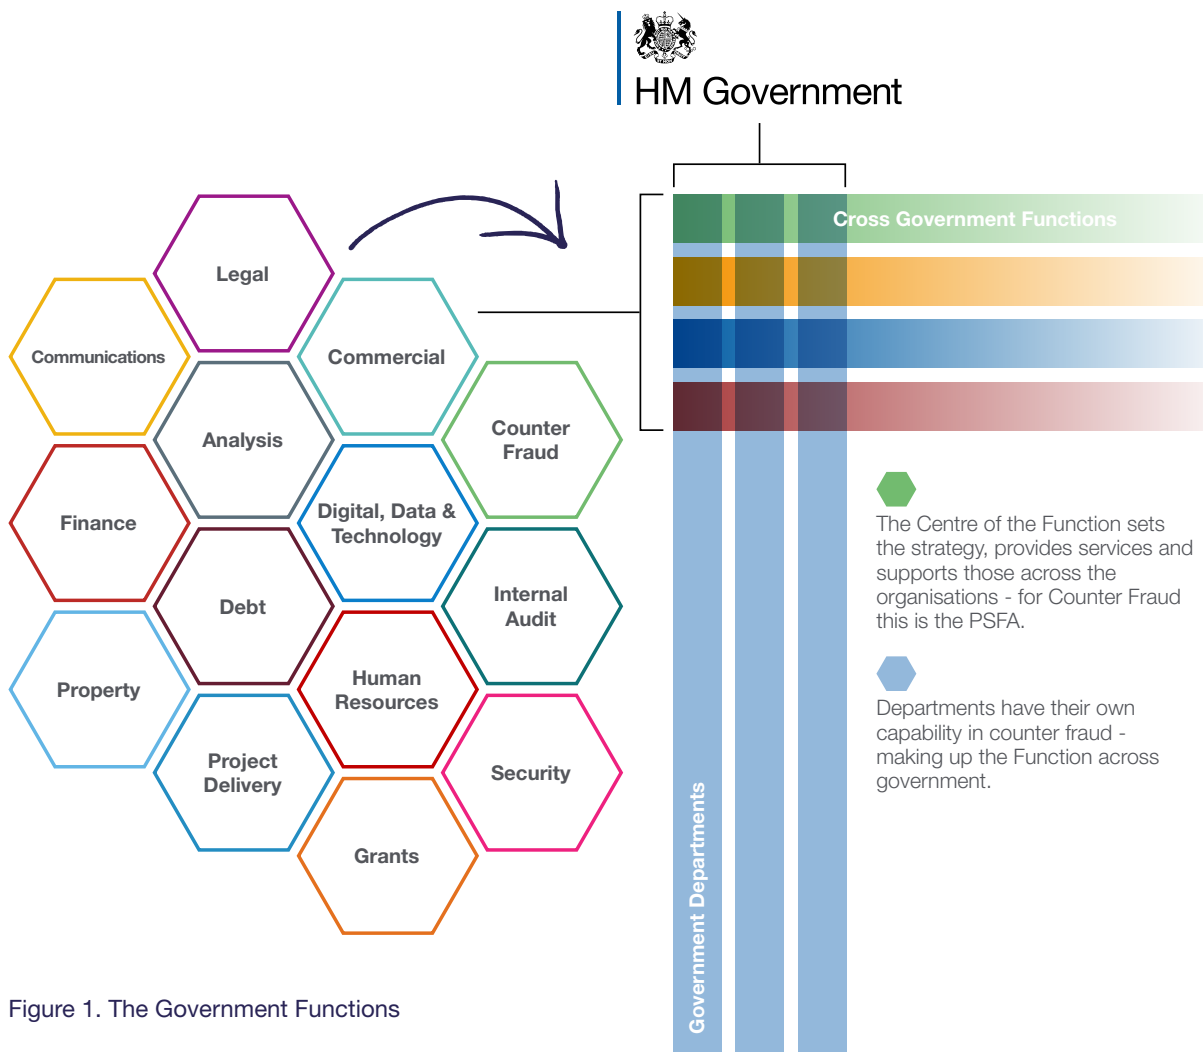 HM Government
Cross Government Functions
Legal
Communications
Commercial
Analysis
Counter
Fraud
Finance
Digital, Data &
Technology
Debt
Internal
Audit
Property
Human
Resources
Project
Delivery
Security
Grants
The Centre of the Function sets
the strategy, provides services and
supports those across the
organisations - for Counter Fraud
this is the PSFA.
Departments have their own
capability in counter fraud -
making up the Function across
government.
Government Departments
Figure 1. The Government Functions